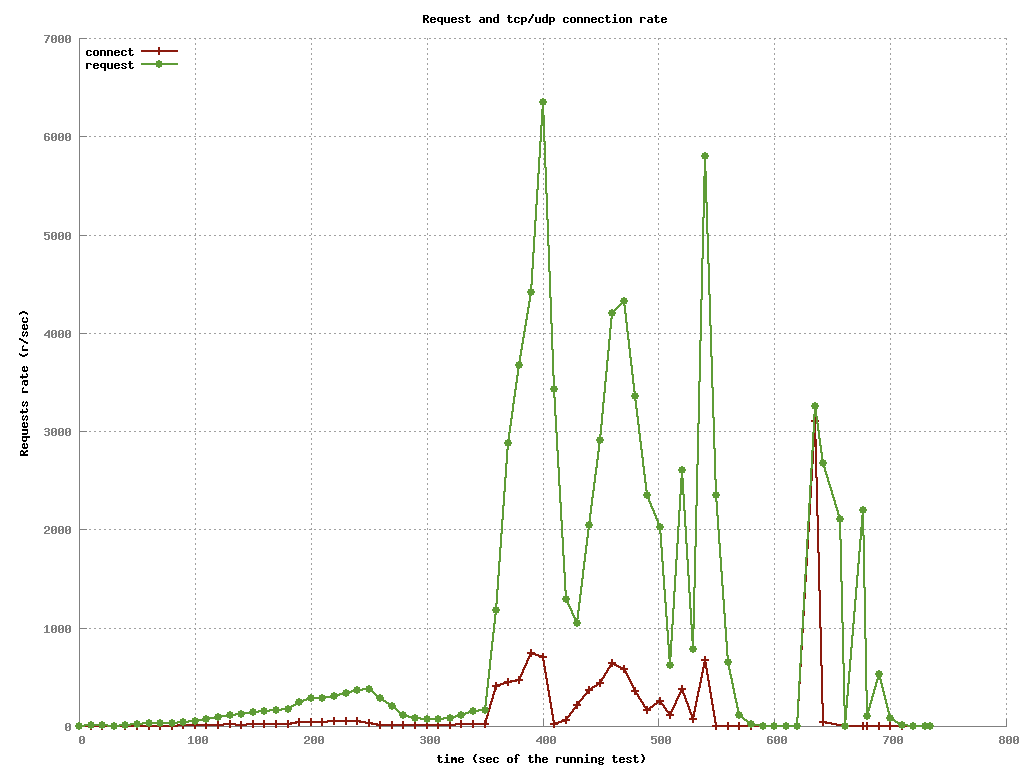 Request and tcp/udp connection rate
connect
request
7000
6000
5000
4000
3000
2000
1000
0
Requests rate (r/sec)
0 100 200 300 400 500 600 700 800
time (sec of the running test)